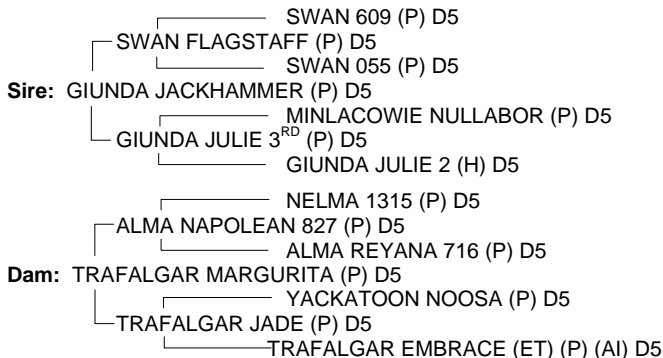 SWAN 609 (P) D5
SWAN FLAGSTAFF (P) D5
SWAN 055 (P) D5
Sire: GIUNDA JACKHAMMER (P) D5
MINLACOWIE NULLABOR (P) D5
GIUNDA JULIE 3RD (P) D5
GIUNDA JULIE 2 (H) D5
NELMA 1315 (P) D5
ALMA NAPOLEAN 827 (P) D5
ALMA REYANA 716 (P) D5
Dam: TRAFALGAR MARGURITA (P) D5
YACKATOON NOOSA (P) D5
TRAFALGAR JADE (P) D5
TRAFALGAR EMBRACE (ET) (P) (AI) D5